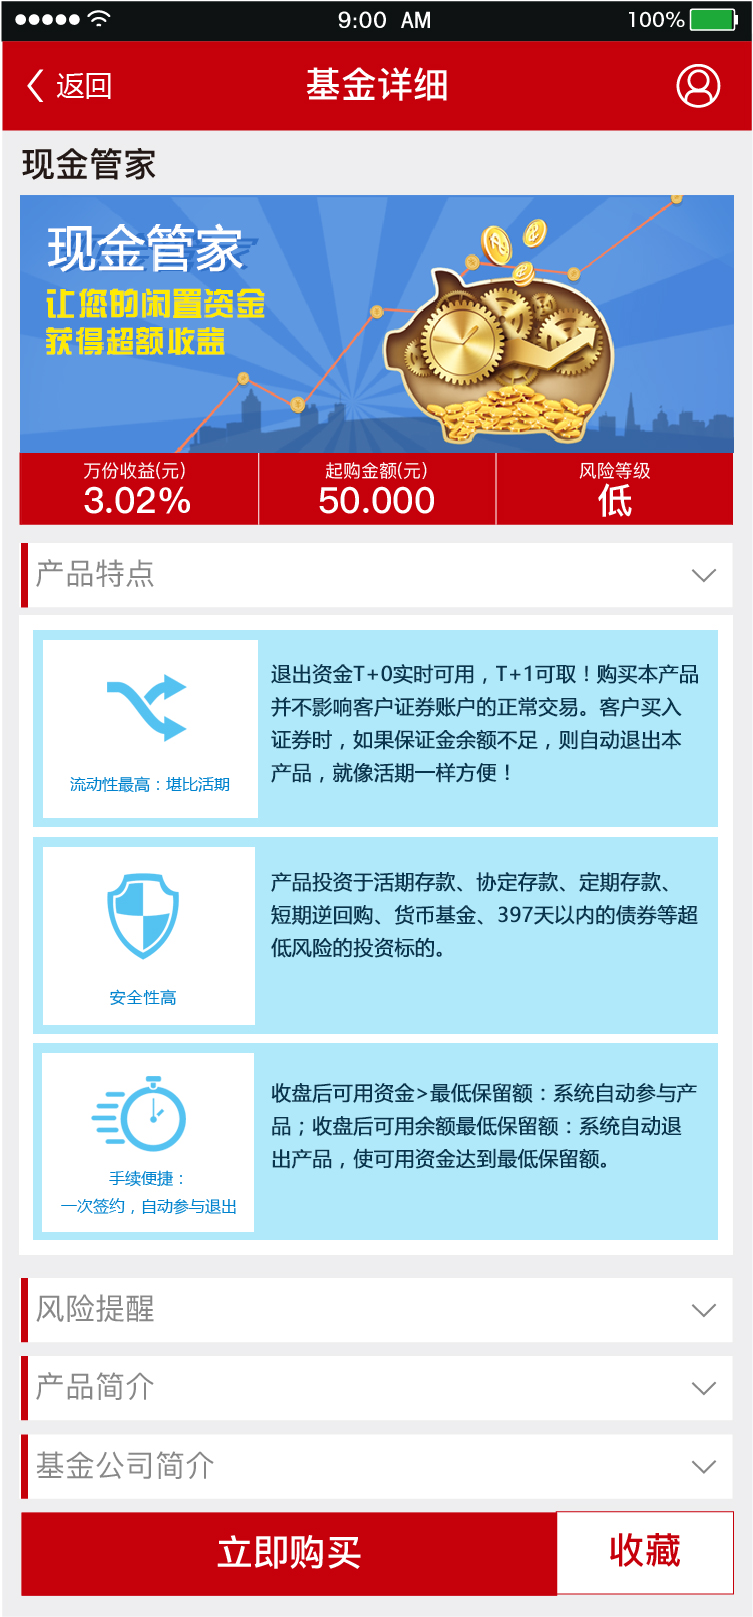 9:00 AM
100%
返回
基金详细
现金管家
现金管家
让您的闲置资金
获得超额收益
万份收益(元)
3.02%
起购金额(元)
50.000
风险等级
低
产品特点
流动性最高：堪比活期
退出资金T+0实时可用，T+1可取！购买本产品
并不影响客户证券账户的正常交易。客户买入
证券时，如果保证金余额不足，则自动退出本
产品，就像活期一样方便！
安全性高
产品投资于活期存款、协定存款、定期存款、
短期逆回购、货币基金、397天以内的债券等超
低风险的投资标的。
手续便捷：
一次签约，自动参与退出
收盘后可用资金>最低保留额：系统自动参与产
品；收盘后可用余额最低保留额：系统自动退
出产品，使可用资金达到最低保留额。
风险提醒
产品简介
基金公司简介
立即购买
收藏